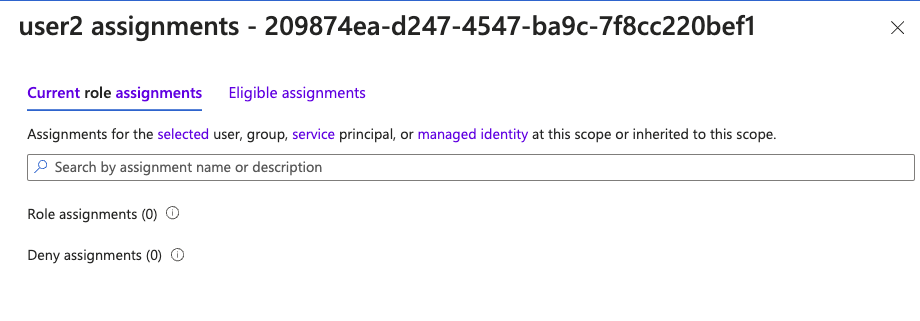 user2 assignments - 209874ea-d247-4547-ba9c-7f8cc220bef1
Current role assignments
Eligible assignments
Assignments for the selected user, group, service principal, or managed identity at this scope or inherited to this scope.
Search by assignment name or description
Role assignments (0)
Deny assignments (0)